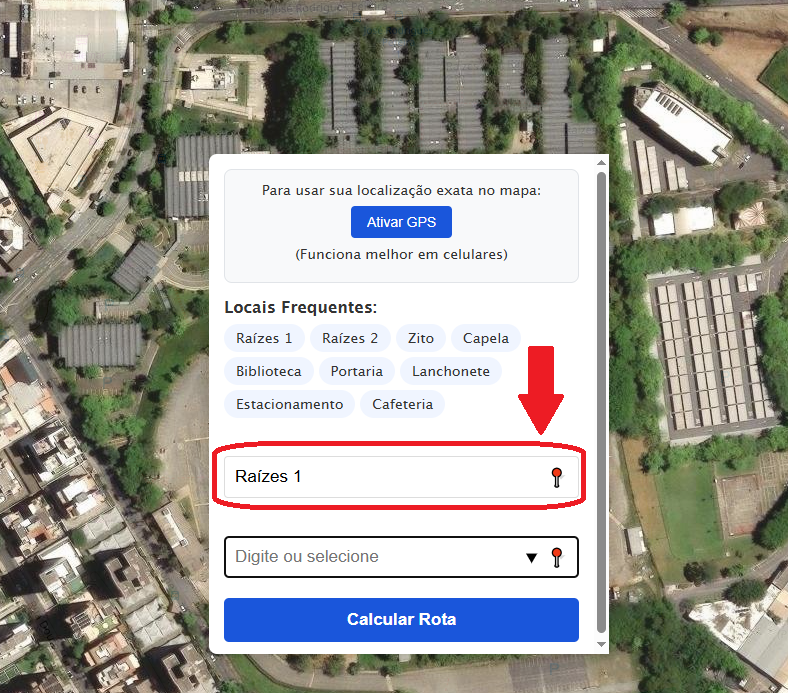 Para usar sua localização exata no mapa:
Ativar GPS
(Funciona melhor em celulares)
Locais Frequentes:
Raízes 1 Raízes 2 Zito Capela
Biblioteca Portaria Lanchonete
Estacionamento Cafeteria
Raízes 1
Digite ou selecione
Calcular Rota